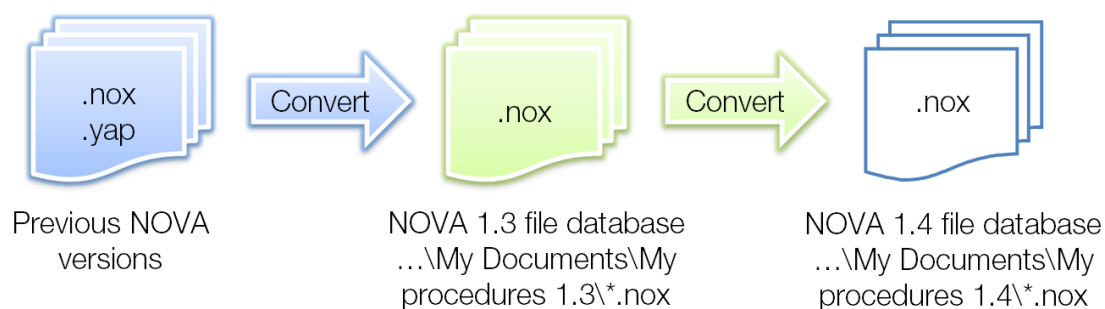 .nox
.yap
Convert
.nox
Convert
.nox
Previous NOVA
versions
NOVA 1.3 file database
...\My Documents\My
procedures 1.3\*.nox
NOVA 1.4 file database
...\My Documents\My
procedures 1.4\*.nox